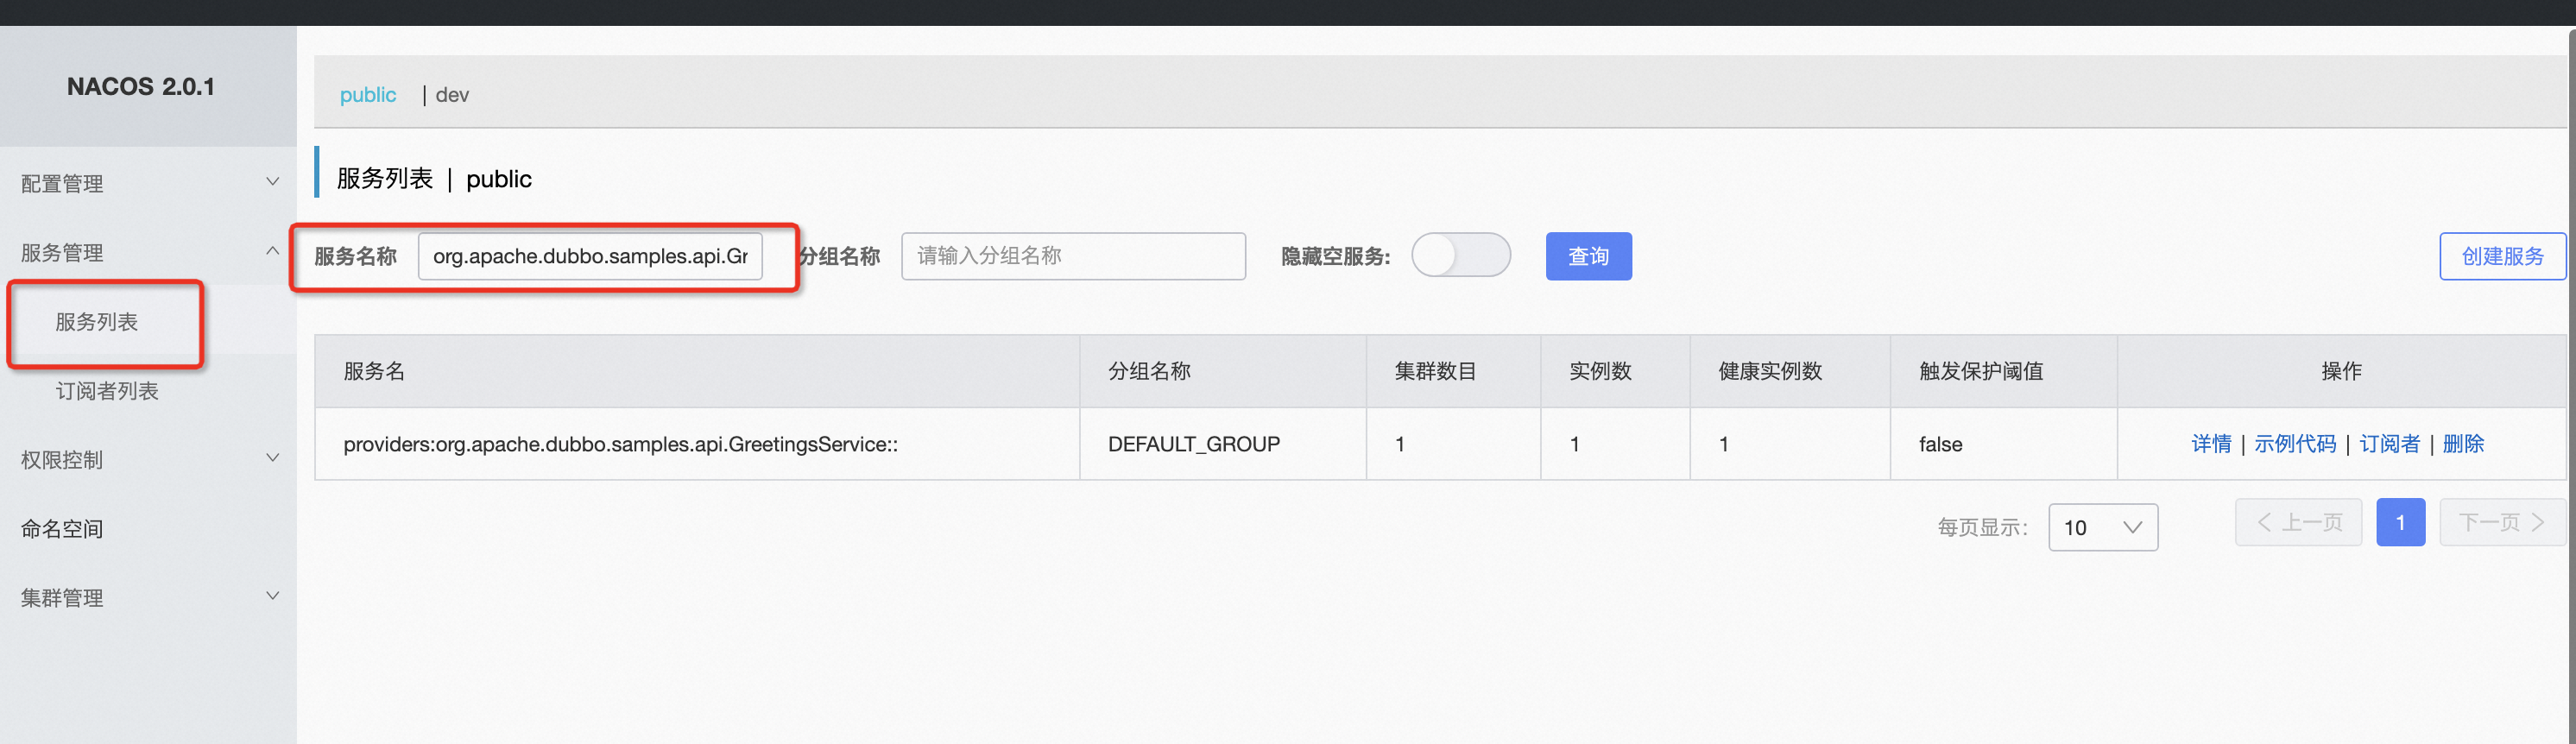 NACOS 2.0.1
配置管理
服务管理
服务列表
订阅者列表
权限控制
命名空间
集群管理
public | dev
服务列表 | public
服务名称 org.apache.dubbo.samples.api.Gr 分组名称 请输入分组名称 隐藏空服务: 查询 创建服务
服务名 分组名称 集群数目 实例数 健康实例数 触发保护阈值 操作
providers:org.apache.dubbo.samples.api.GreetingsService:: DEFAULT_GROUP 1 1 1 false 详情 | 示例代码 | 订阅者 | 删除
每页显示: 10 上一页 1 下一页